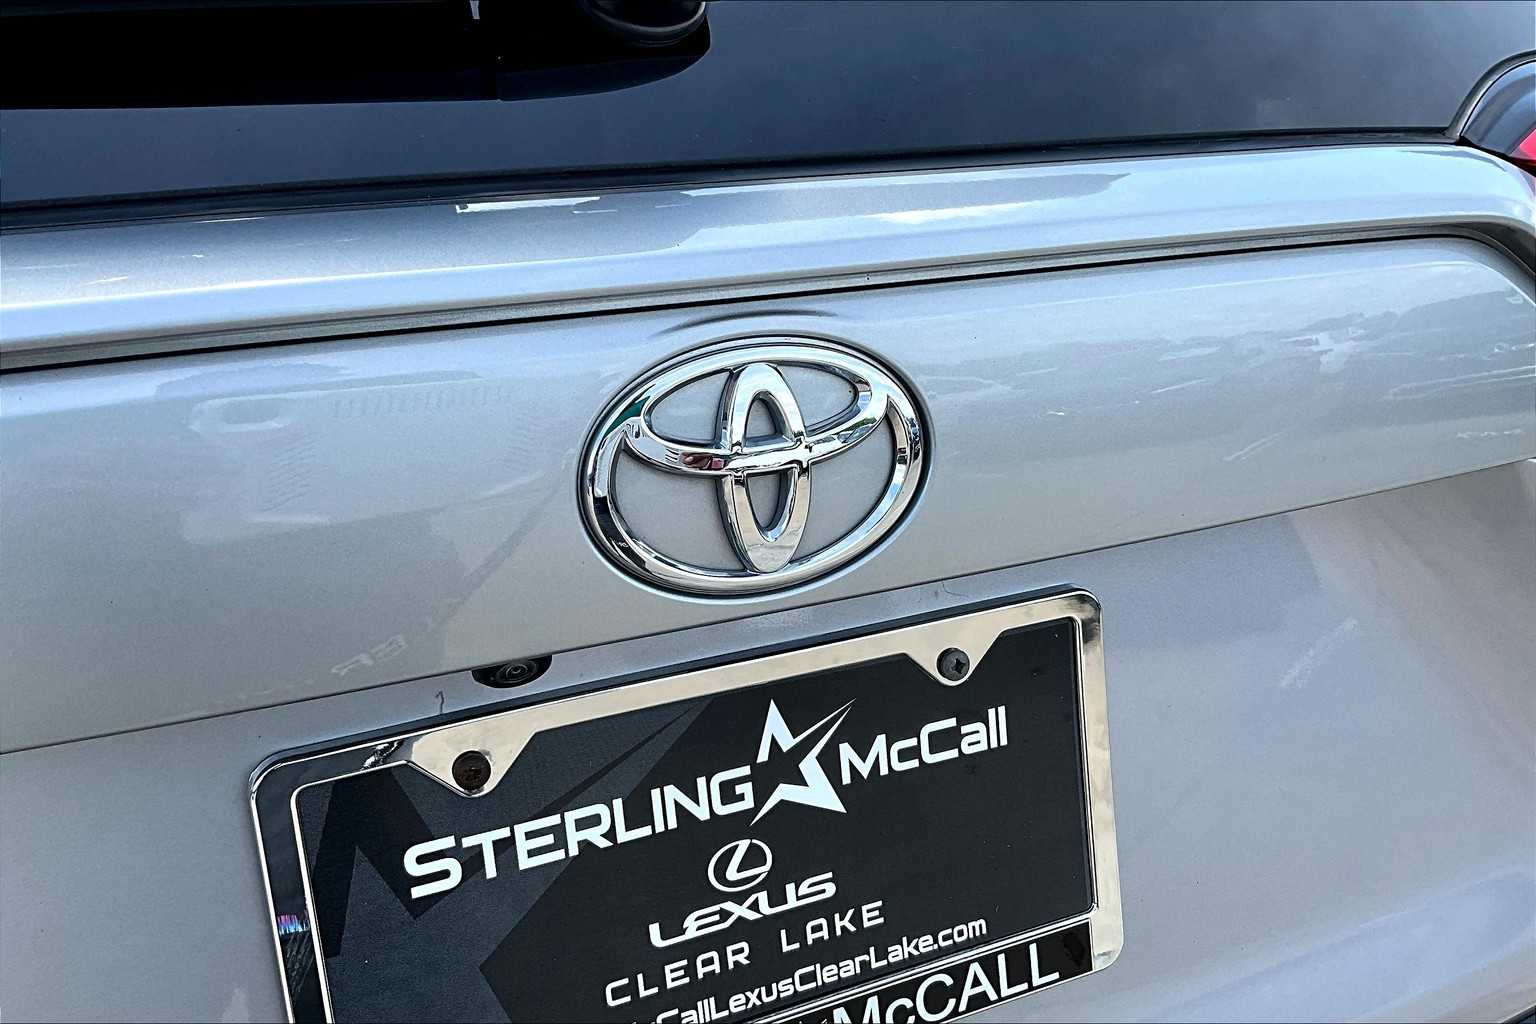 STERLING McCall
LEXUS
CLEAR LAKE
CallLexusClearLake.com
McCALL